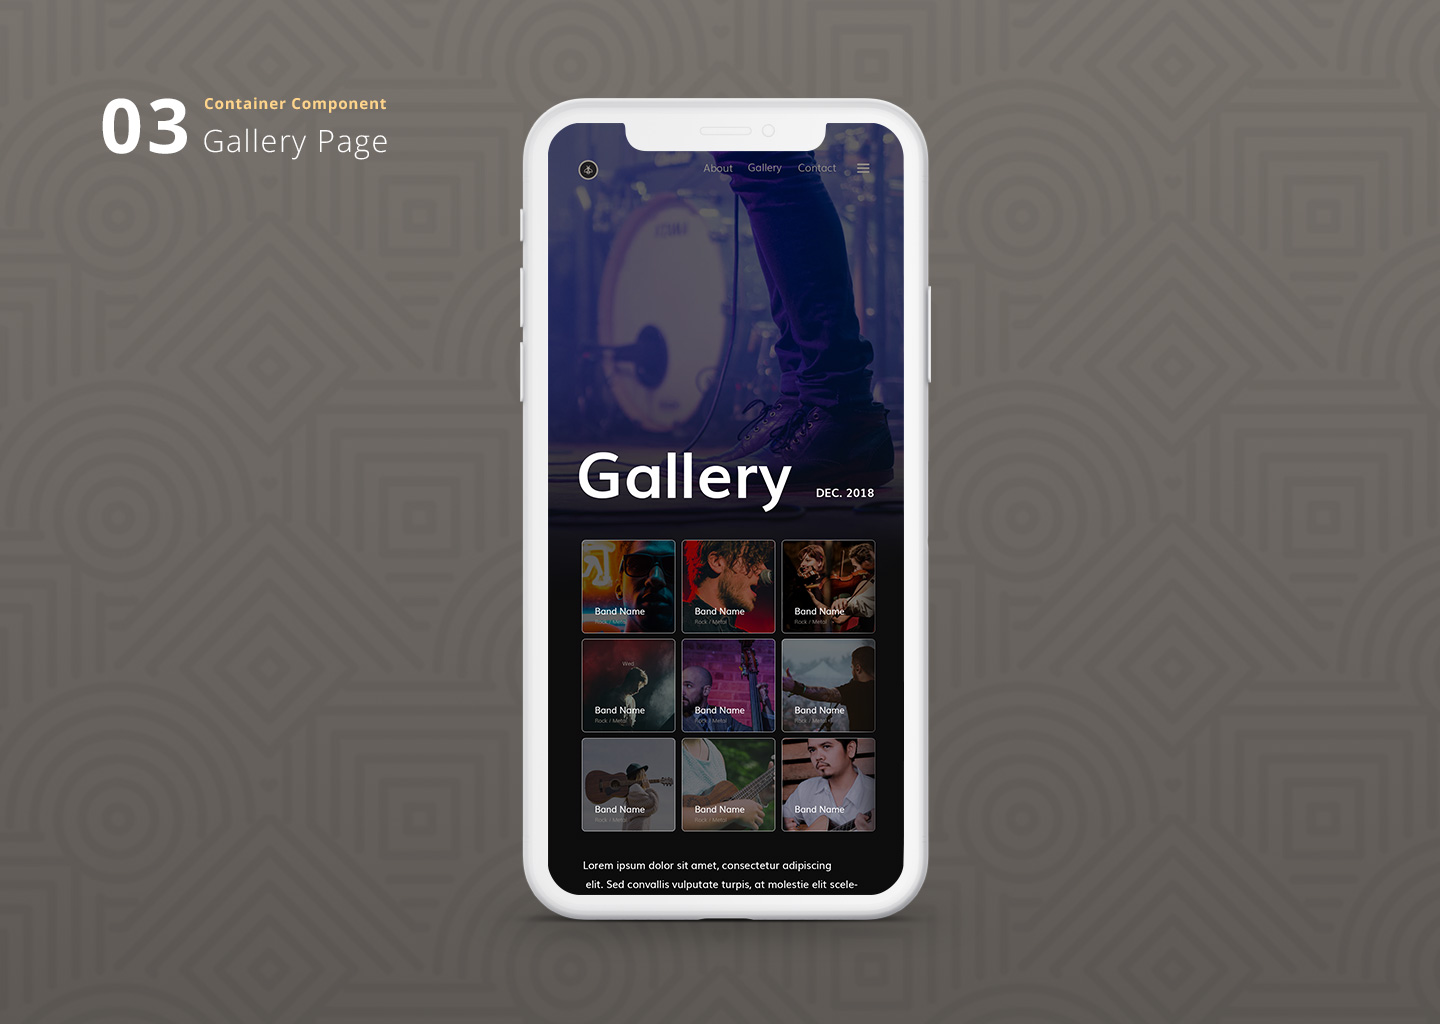 03
Container Component
Gallery Page
About Gallery Contact
Gallery
DEC. 2018
Band Name
Rock / Metal
Band Name
Rock / Metal
Band Name
Rock / Metal
Wed
Band Name
Rock / Metal
Band Name
Rock / Metal
Band Name
Rock / Metal
Band Name
Rock / Metal
Band Name
Rock / Metal
Band Name
Lorem ipsum dolor sit amet, consectetur adipiscing
elit. Sed convallis vulputate turpis, at molestie elit scele-